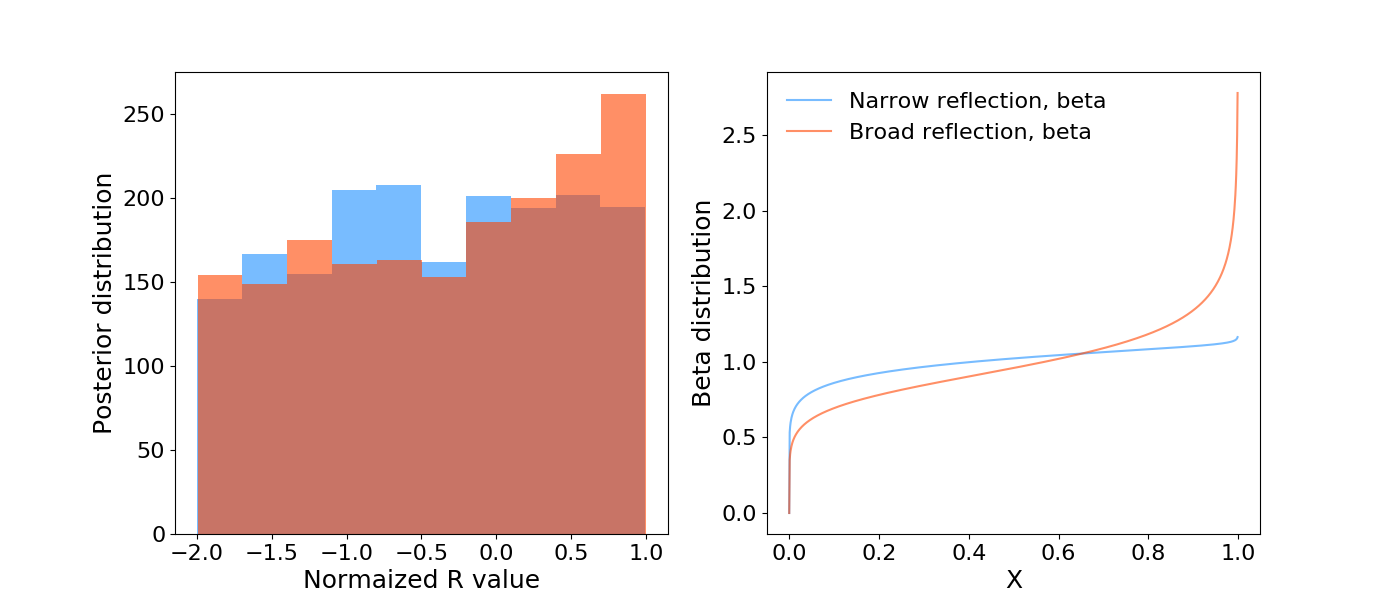 Posterior distribution
250
200
150
100
50
0
−2.0 −1.5 −1.0 −0.5 0.0 0.5 1.0
Normaized R value
Beta distribution
2.5
2.0
1.5
1.0
0.5
0.0
0.0 0.2 0.4 0.6 0.8 1.0
X
Narrow reflection, beta
Broad reflection, beta